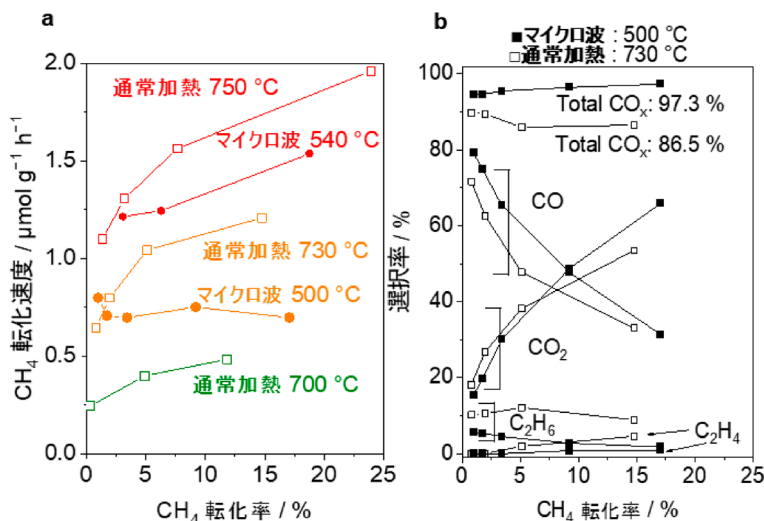 a
CH₄ 転化速度 / μmol g⁻¹ h⁻¹
2.0
1.5
1.0
0.5
0.0
通常加熱 750 °C
マイクロ波 540 °C
通常加熱 730 °C
マイクロ波 500 °C
通常加熱 700 °C
0 5 10 15 20 25
CH₄ 転化率 / %
b
■マイクロ波 : 500 °C
□通常加熱 : 730 °C
選択率 / %
100
80
60
40
20
0
Total COₓ: 97.3 %
Total COₓ: 86.5 %
CO
CO₂
C₂H₆
C₂H₄
0 5 10 15 20 25
CH₄ 転化率 / %